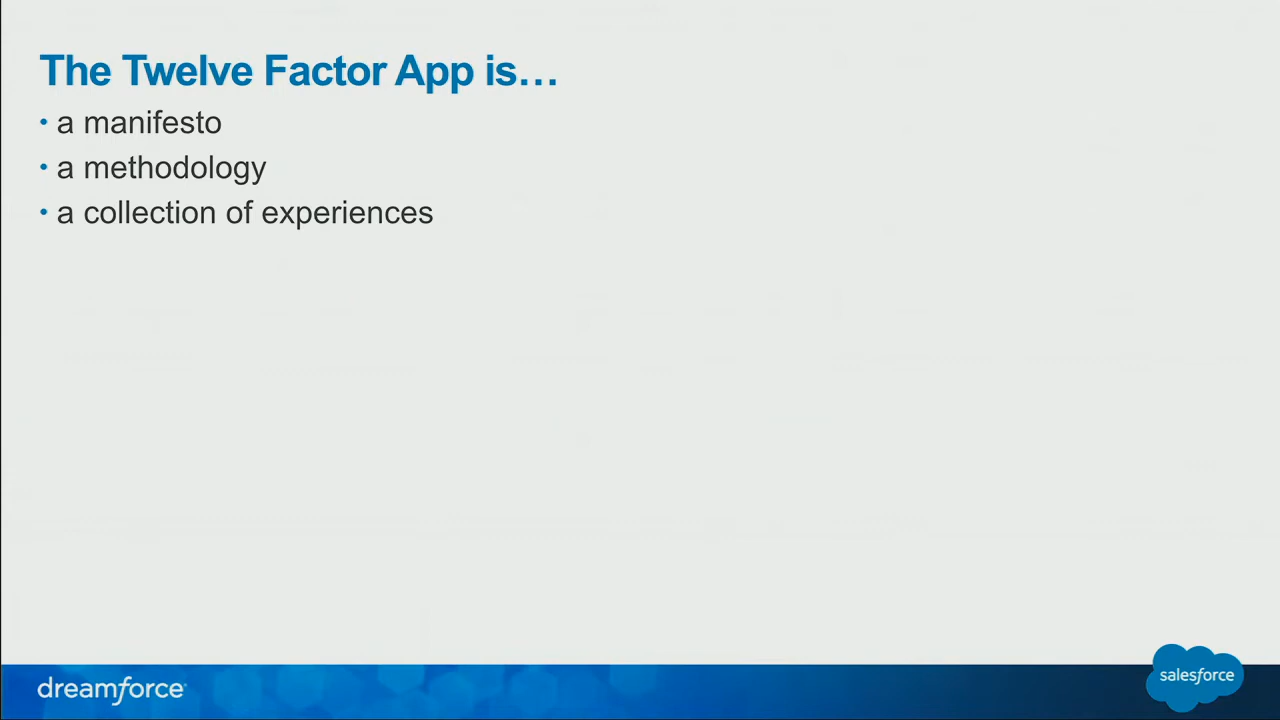 The Twelve Factor App is…
• a manifesto
• a methodology
• a collection of experiences
dreamforce
salesforce